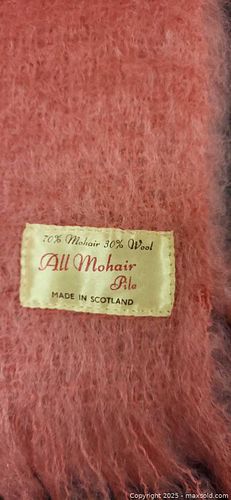 70% Mohair 30% Wool
All Mohair
Pile
MADE IN SCOTLAND
Copyright © 2025 - maxsold.com